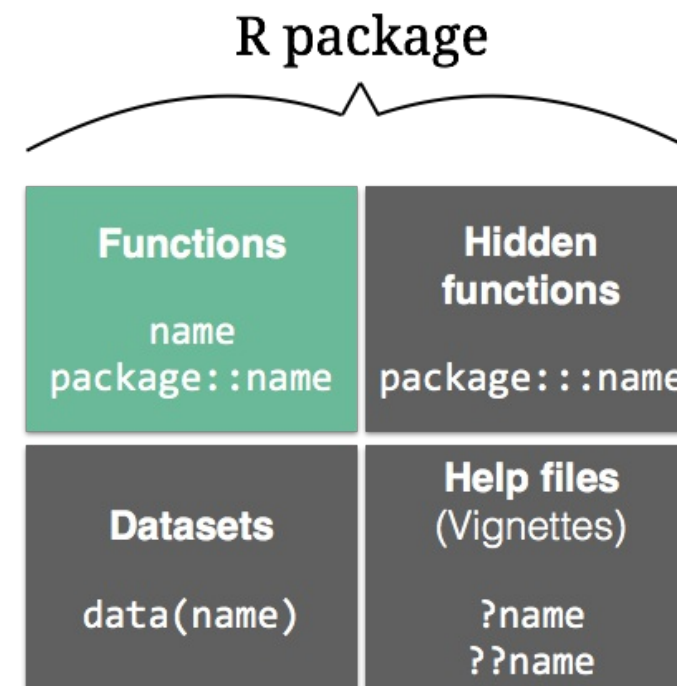 R package
Functions
name
package::name
Hidden
functions
package:::name
Datasets
data(name)
Help files
(Vignettes)
?name
??name